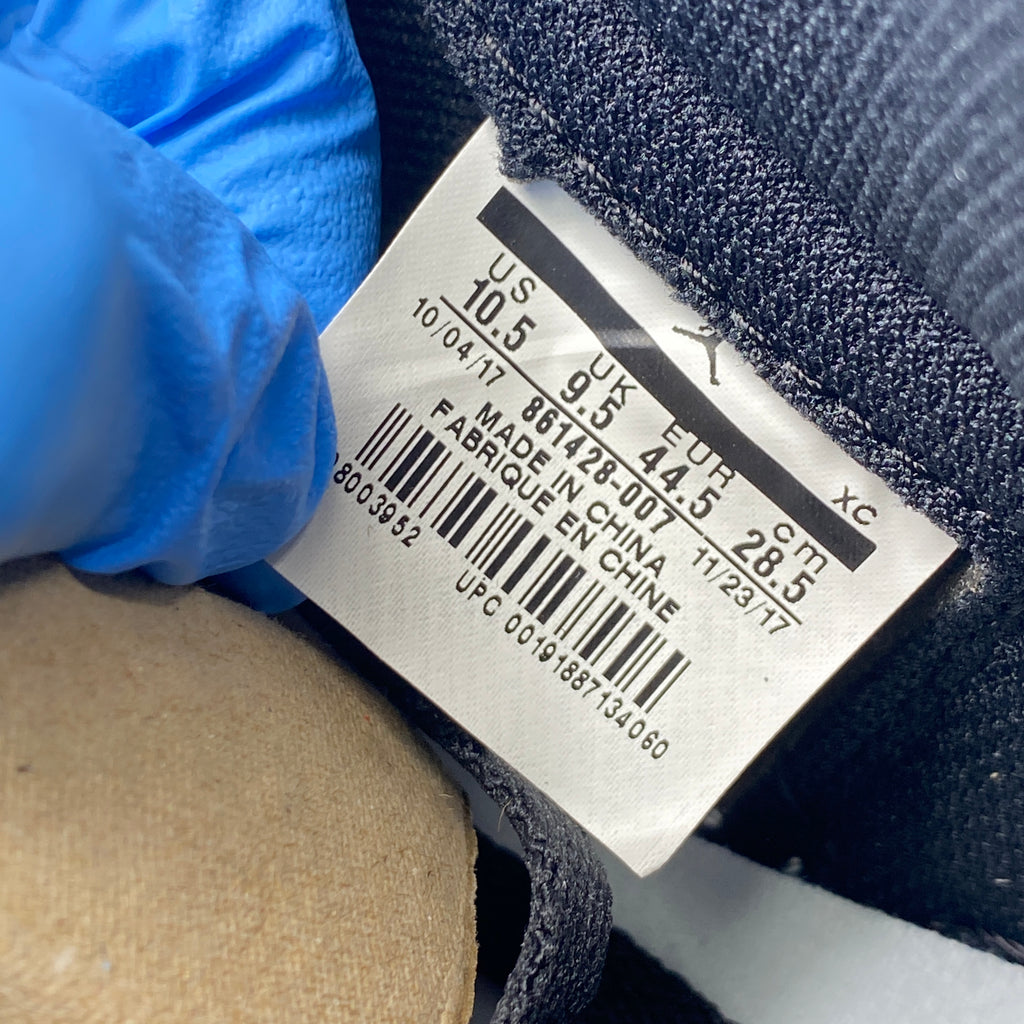 XC
US UK EUR cm
10.5 9.5 44.5 28.5
10/04/17 861428-007 11/23/17
MADE IN CHINA
FABRIQUE EN CHINE
8003952
UPC 00191887134060